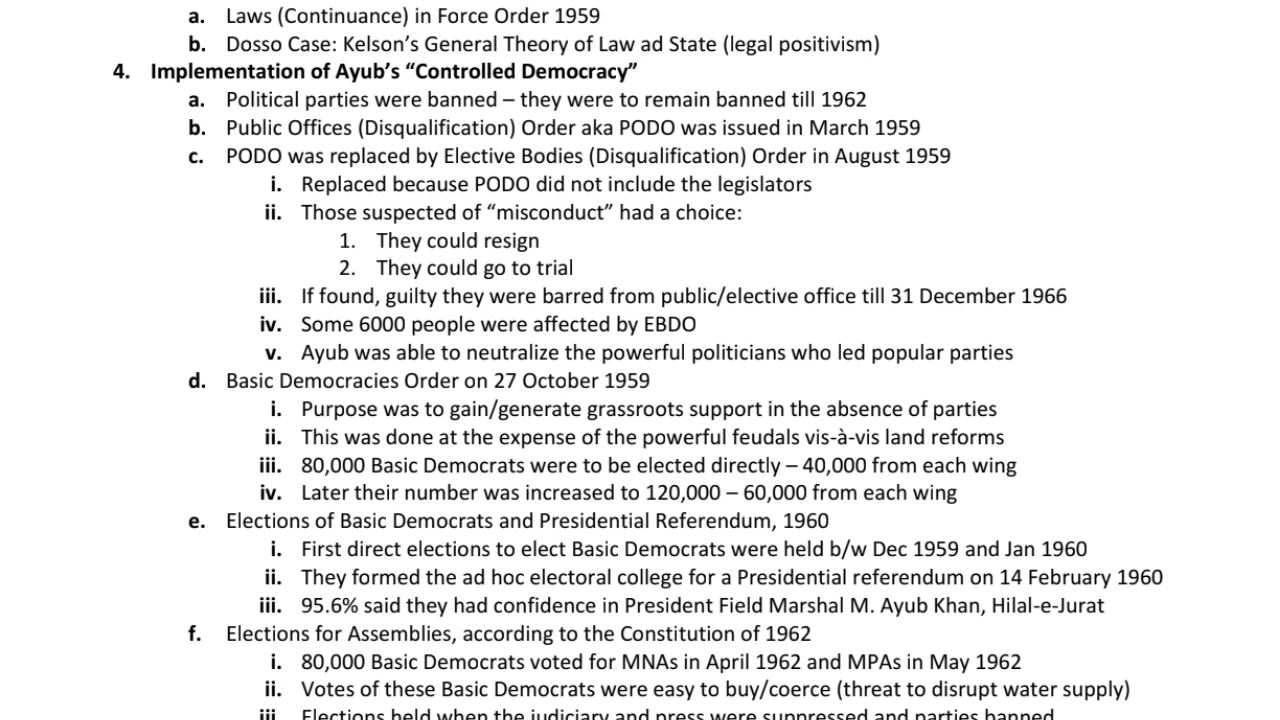 a. Laws (Continuance) in Force Order 1959
b. Dosso Case: Kelson’s General Theory of Law ad State (legal positivism)
4. Implementation of Ayub’s “Controlled Democracy”
a. Political parties were banned – they were to remain banned till 1962
b. Public Offices (Disqualification) Order aka PODO was issued in March 1959
c. PODO was replaced by Elective Bodies (Disqualification) Order in August 1959
i. Replaced because PODO did not include the legislators
ii. Those suspected of “misconduct” had a choice:
1. They could resign
2. They could go to trial
iii. If found, guilty they were barred from public/elective office till 31 December 1966
iv. Some 6000 people were affected by EBDO
v. Ayub was able to neutralize the powerful politicians who led popular parties
d. Basic Democracies Order on 27 October 1959
i. Purpose was to gain/generate grassroots support in the absence of parties
ii. This was done at the expense of the powerful feudals vis-à-vis land reforms
iii. 80,000 Basic Democrats were to be elected directly – 40,000 from each wing
iv. Later their number was increased to 120,000 – 60,000 from each wing
e. Elections of Basic Democrats and Presidential Referendum, 1960
i. First direct elections to elect Basic Democrats were held b/w Dec 1959 and Jan 1960
ii. They formed the ad hoc electoral college for a Presidential referendum on 14 February 1960
iii. 95.6% said they had confidence in President Field Marshal M. Ayub Khan, Hilal-e-Jurat
f. Elections for Assemblies, according to the Constitution of 1962
i. 80,000 Basic Democrats voted for MNAs in April 1962 and MPAs in May 1962
ii. Votes of these Basic Democrats were easy to buy/coerce (threat to disrupt water supply)
iii. Elections held when the judiciary and press were suppressed and parties banned